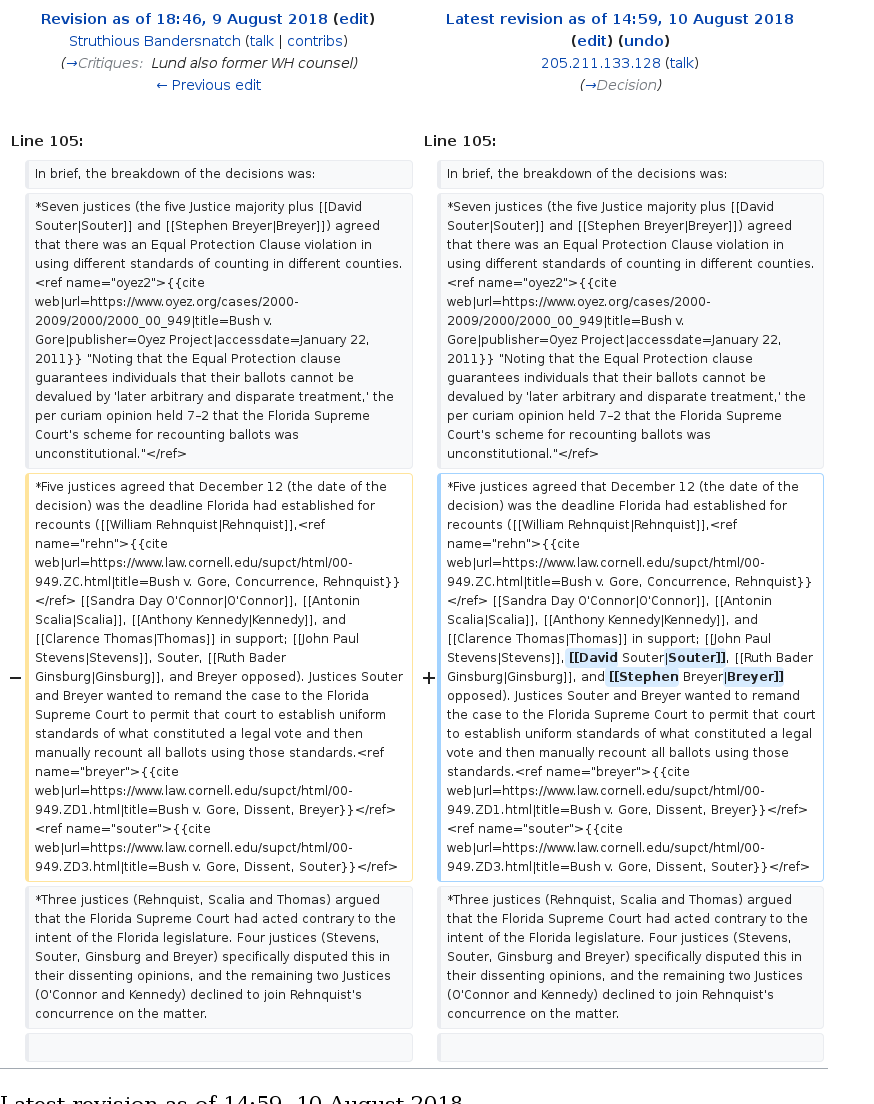 Revision as of 18:46, 9 August 2018 (edit)
Struthious Bandersnatch (talk | contribs)
(→Critiques: Lund also former WH counsel)
← Previous edit
Latest revision as of 14:59, 10 August 2018
(edit) (undo)
205.211.133.128 (talk)
(→Decision)
Line 105:
In brief, the breakdown of the decisions was:
*Seven justices (the five Justice majority plus [[David
Souter|Souter]] and [[Stephen Breyer|Breyer]]) agreed
that there was an Equal Protection Clause violation in
using different standards of counting in different counties.
<ref name="oyez2">{{cite
web|url=https://www.oyez.org/cases/2000-
2009/2000/2000_00_949|title=Bush v.
Gore|publisher=Oyez Project|accessdate=January 22,
2011}} "Noting that the Equal Protection clause
guarantees individuals that their ballots cannot be
devalued by 'later arbitrary and disparate treatment,' the
per curiam opinion held 7–2 that the Florida Supreme
Court's scheme for recounting ballots was
unconstitutional."</ref>
−
*Five justices agreed that December 12 (the date of the
decision) was the deadline Florida had established for
recounts ([[William Rehnquist|Rehnquist]],<ref
name="rehn">{{cite
web|url=https://www.law.cornell.edu/supct/html/00-
949.ZC.html|title=Bush v. Gore, Concurrence, Rehnquist}}
</ref> [[Sandra Day O'Connor|O'Connor]], [[Antonin
Scalia|Scalia]], [[Anthony Kennedy|Kennedy]], and
[[Clarence Thomas|Thomas]] in support; [[John Paul
Stevens|Stevens]], Souter, [[Ruth Bader
Ginsburg|Ginsburg]], and Breyer opposed). Justices Souter
and Breyer wanted to remand the case to the Florida
Supreme Court to permit that court to establish uniform
standards of what constituted a legal vote and then
manually recount all ballots using those standards.<ref
name="breyer">{{cite
web|url=https://www.law.cornell.edu/supct/html/00-
949.ZD1.html|title=Bush v. Gore, Dissent, Breyer}}</ref>
<ref name="souter">{{cite
web|url=https://www.law.cornell.edu/supct/html/00-
949.ZD3.html|title=Bush v. Gore, Dissent, Souter}}</ref>
*Three justices (Rehnquist, Scalia and Thomas) argued
that the Florida Supreme Court had acted contrary to the
intent of the Florida legislature. Four justices (Stevens,
Souter, Ginsburg and Breyer) specifically disputed this in
their dissenting opinions, and the remaining two Justices
(O'Connor and Kennedy) declined to join Rehnquist's
concurrence on the matter.
Line 105:
In brief, the breakdown of the decisions was:
*Seven justices (the five Justice majority plus [[David
Souter|Souter]] and [[Stephen Breyer|Breyer]]) agreed
that there was an Equal Protection Clause violation in
using different standards of counting in different counties.
<ref name="oyez2">{{cite
web|url=https://www.oyez.org/cases/2000-
2009/2000/2000_00_949|title=Bush v.
Gore|publisher=Oyez Project|accessdate=January 22,
2011}} "Noting that the Equal Protection clause
guarantees individuals that their ballots cannot be
devalued by 'later arbitrary and disparate treatment,' the
per curiam opinion held 7–2 that the Florida Supreme
Court's scheme for recounting ballots was
unconstitutional."</ref>
+
*Five justices agreed that December 12 (the date of the
decision) was the deadline Florida had established for
recounts ([[William Rehnquist|Rehnquist]],<ref
name="rehn">{{cite
web|url=https://www.law.cornell.edu/supct/html/00-
949.ZC.html|title=Bush v. Gore, Concurrence, Rehnquist}}
</ref> [[Sandra Day O'Connor|O'Connor]], [[Antonin
Scalia|Scalia]], [[Anthony Kennedy|Kennedy]], and
[[Clarence Thomas|Thomas]] in support; [[John Paul
Stevens|Stevens]], [[David Souter|Souter]], [[Ruth Bader
Ginsburg|Ginsburg]], and [[Stephen Breyer|Breyer]]
opposed). Justices Souter and Breyer wanted to remand
the case to the Florida Supreme Court to permit that court
to establish uniform standards of what constituted a legal
vote and then manually recount all ballots using those
standards.<ref name="breyer">{{cite
web|url=https://www.law.cornell.edu/supct/html/00-
949.ZD1.html|title=Bush v. Gore, Dissent, Breyer}}</ref>
<ref name="souter">{{cite
web|url=https://www.law.cornell.edu/supct/html/00-
949.ZD3.html|title=Bush v. Gore, Dissent, Souter}}</ref>
*Three justices (Rehnquist, Scalia and Thomas) argued
that the Florida Supreme Court had acted contrary to the
intent of the Florida legislature. Four justices (Stevens,
Souter, Ginsburg and Breyer) specifically disputed this in
their dissenting opinions, and the remaining two Justices
(O'Connor and Kennedy) declined to join Rehnquist's
concurrence on the matter.
Latest revision as of 14:59, 10 August 2018